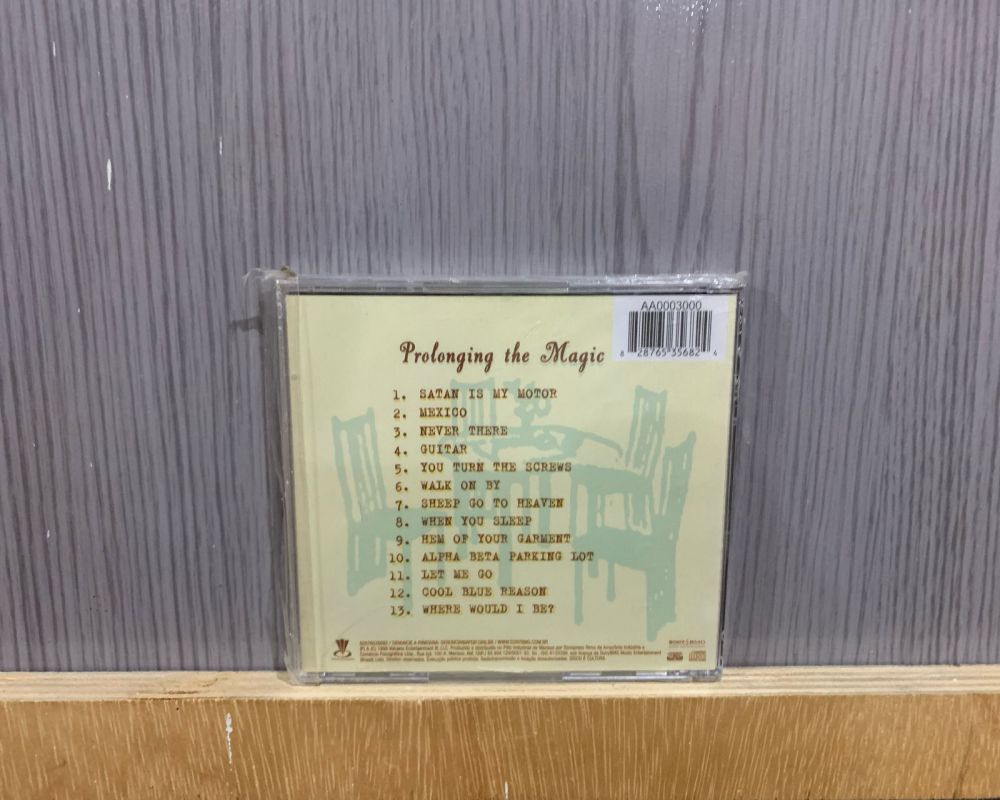 AA0003000
8 28765 35682 4
Prolonging the Magic
1. SATAN IS MY MOTOR
2. MEXICO
3. NEVER THERE
4. GUITAR
5. YOU TURN THE SCREWS
6. WALK ON BY
7. SHEEP GO TO HEAVEN
8. WHEN YOU SLEEP
9. HEM OF YOUR GARMENT
10. ALPHA BETA PARKING LOT
11. LET ME GO
12. COOL BLUE REASON
13. WHERE WOULD I BE?